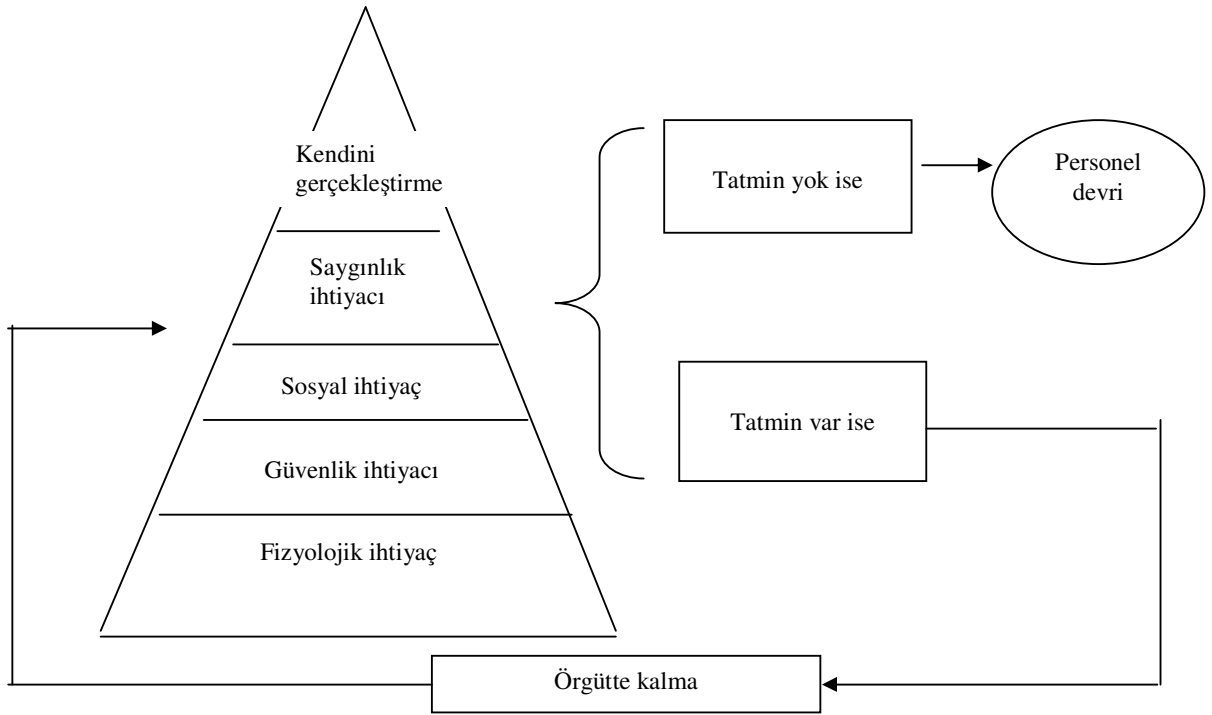 Kendini
gerçekleştirme
Saygınlık
ihtiyacı
Sosyal ihtiyaç
Güvenlik ihtiyacı
Fizyolojik ihtiyaç
Tatmin yok ise
Personel
devri
Tatmin var ise
Örgütte kalma